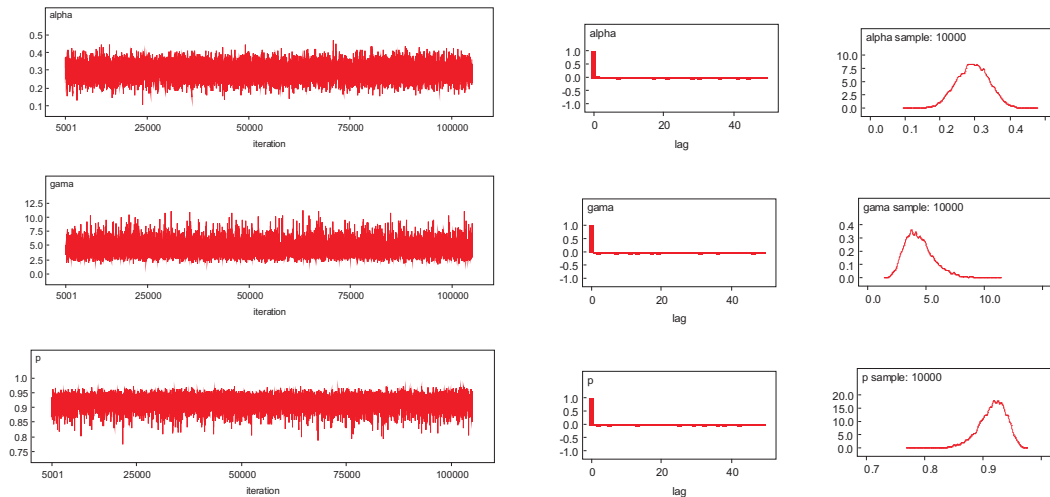 alpha
0.5
0.4
0.3
0.2
0.1
5001 25000 50000 75000 100000
iteration
alpha
1.0
0.5
0.0
-0.5
-1.0
0 20 40
lag
alpha sample: 10000
10.0
7.5
5.0
2.5
0.0
0.0 0.1 0.2 0.3 0.4
gama
12.5
10.0
7.5
5.0
2.5
0.0
5001 25000 50000 75000 100000
iteration
gama
1.0
0.5
0.0
-0.5
-1.0
0 20 40
lag
gama sample: 10000
0.4
0.3
0.2
0.1
0.0
0.0 5.0 10.0
p
1.0
0.95
0.9
0.85
0.8
0.75
5001 25000 50000 75000 100000
iteration
p
1.0
0.5
0.0
-0.5
-1.0
0 20 40
lag
p sample: 10000
20.0
15.0
10.0
5.0
0.0
0.7 0.8 0.9